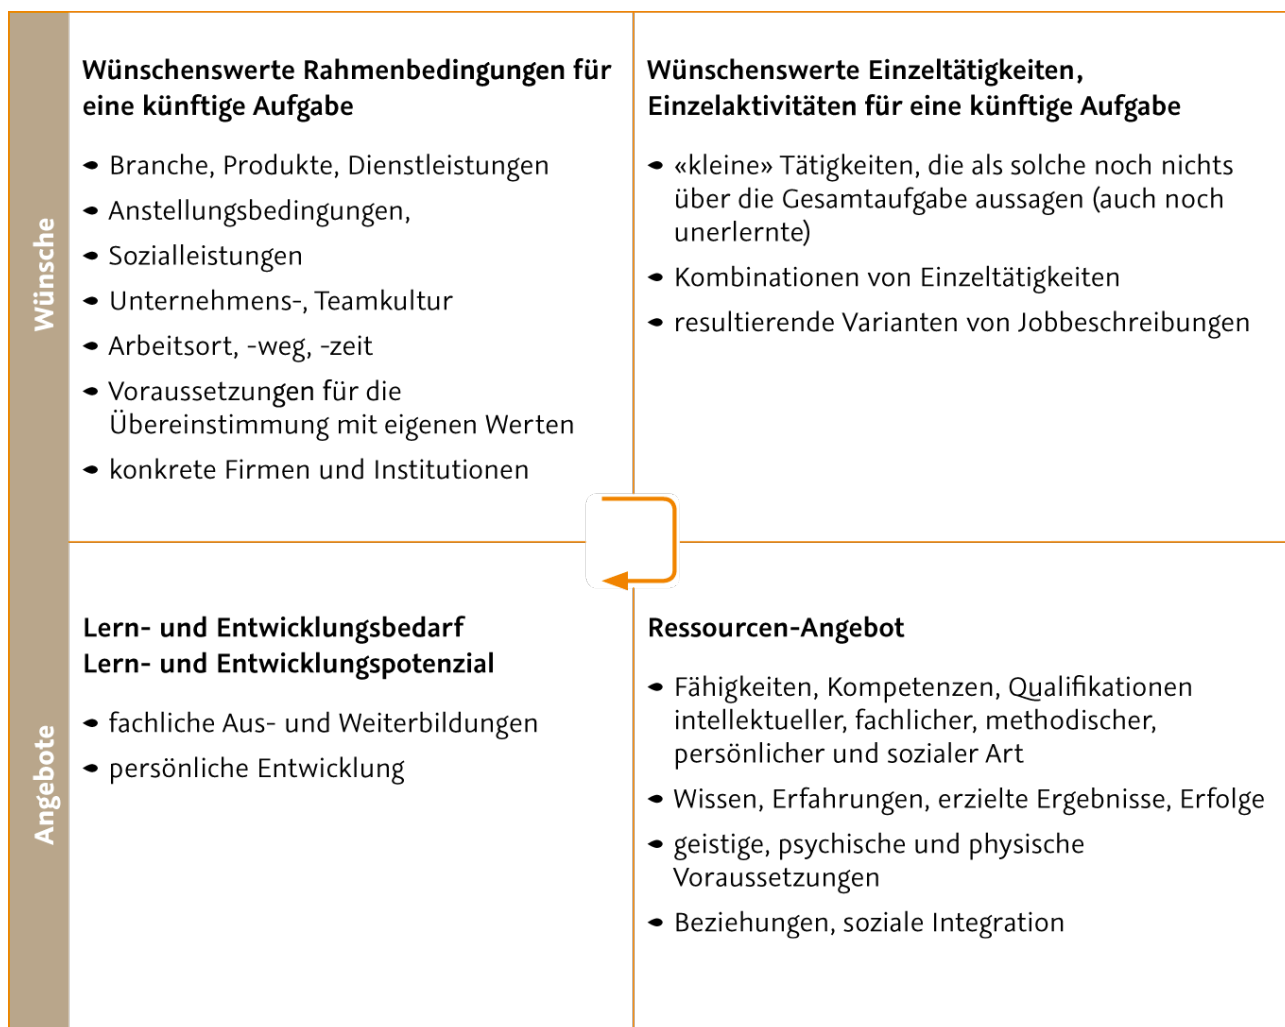 Wünsche
Wünschenswerte Rahmenbedingungen für
eine künftige Aufgabe
Branche, Produkte, Dienstleistungen
Anstellungsbedingungen,
Sozialleistungen
Unternehmens-, Teamkultur
Arbeitsort, -weg, -zeit
Voraussetzungen für die
Übereinstimmung mit eigenen Werten
konkrete Firmen und Institutionen
Wünschenswerte Einzeltätigkeiten,
Einzelaktivitäten für eine künftige Aufgabe
«kleine» Tätigkeiten, die als solche noch nichts
über die Gesamtaufgabe aussagen (auch noch
unerlernte)
Kombinationen von Einzeltätigkeiten
resultierende Varianten von Jobbeschreibungen
Angebote
Lern- und Entwicklungsbedarf
Lern- und Entwicklungspotenzial
fachliche Aus- und Weiterbildungen
persönliche Entwicklung
Ressourcen-Angebot
Fähigkeiten, Kompetenzen, Qualifikationen
intellektueller, fachlicher, methodischer,
persönlicher und sozialer Art
Wissen, Erfahrungen, erzielte Ergebnisse, Erfolge
geistige, psychische und physische
Voraussetzungen
Beziehungen, soziale Integration